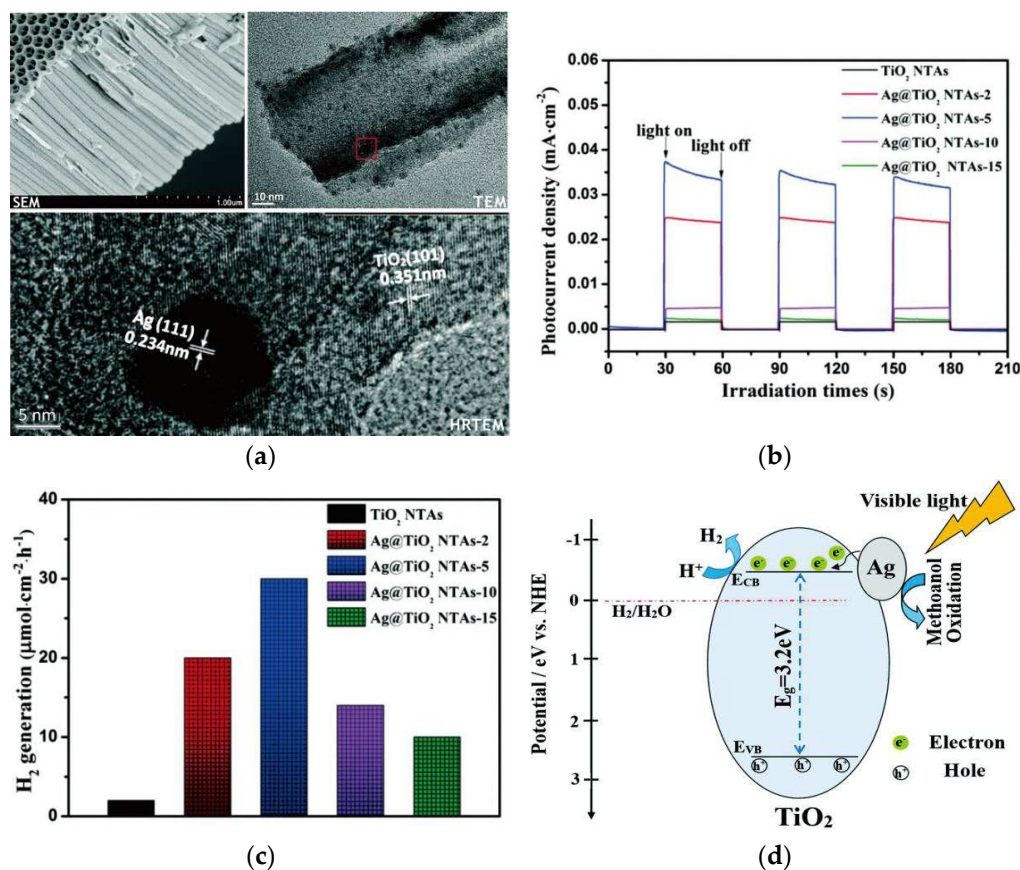 SEM
1.00um
10 nm
TEM
Ag (111)
0.234nm
TiO₂(101)
0.351nm
5 nm
HRTEM
(a)
Photocurrent density (mA·cm⁻²)
0.06
0.05
0.04
0.03
0.02
0.01
0.00
TiO₂ NTAs
Ag@TiO₂ NTAs-2
Ag@TiO₂ NTAs-5
Ag@TiO₂ NTAs-10
Ag@TiO₂ NTAs-15
light on
light off
0 30 60 90 120 150 180 210
Irradiation times (s)
(b)
H₂ generation (μmol·cm⁻²·h⁻¹)
40
30
20
10
0
TiO₂ NTAs
Ag@TiO₂ NTAs-2
Ag@TiO₂ NTAs-5
Ag@TiO₂ NTAs-10
Ag@TiO₂ NTAs-15
(c)
Potential / eV vs. NHE
-1
0
1
2
3
Visible light
H₂
H⁺
e⁻ e⁻ e⁻ e⁻
Ag
E_CB
H₂/H₂O
Methoanol
Oxidation
E_g=3.2eV
E_VB
h⁺ h⁺ h⁺
e⁻ Electron
h⁺ Hole
TiO₂
(d)